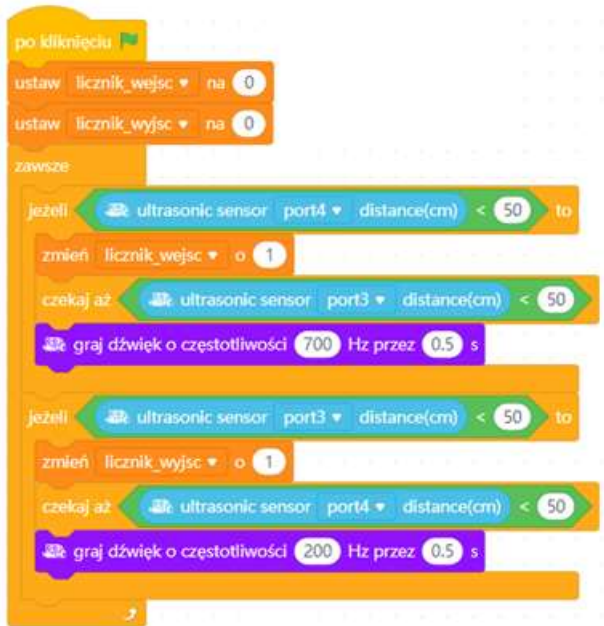 po kliknięciu
ustaw licznik_wejsc na 0
ustaw licznik_wyjsc na 0
zawsze
jeżeli ultrasonic sensor port4 distance(cm) < 50 to
zmień licznik_wejsc o 1
czekaj aż ultrasonic sensor port3 distance(cm) < 50
graj dźwięk o częstotliwości 700 Hz przez 0.5 s
jeżeli ultrasonic sensor port3 distance(cm) < 50 to
zmień licznik_wyjsc o 1
czekaj aż ultrasonic sensor port4 distance(cm) < 50
graj dźwięk o częstotliwości 200 Hz przez 0.5 s